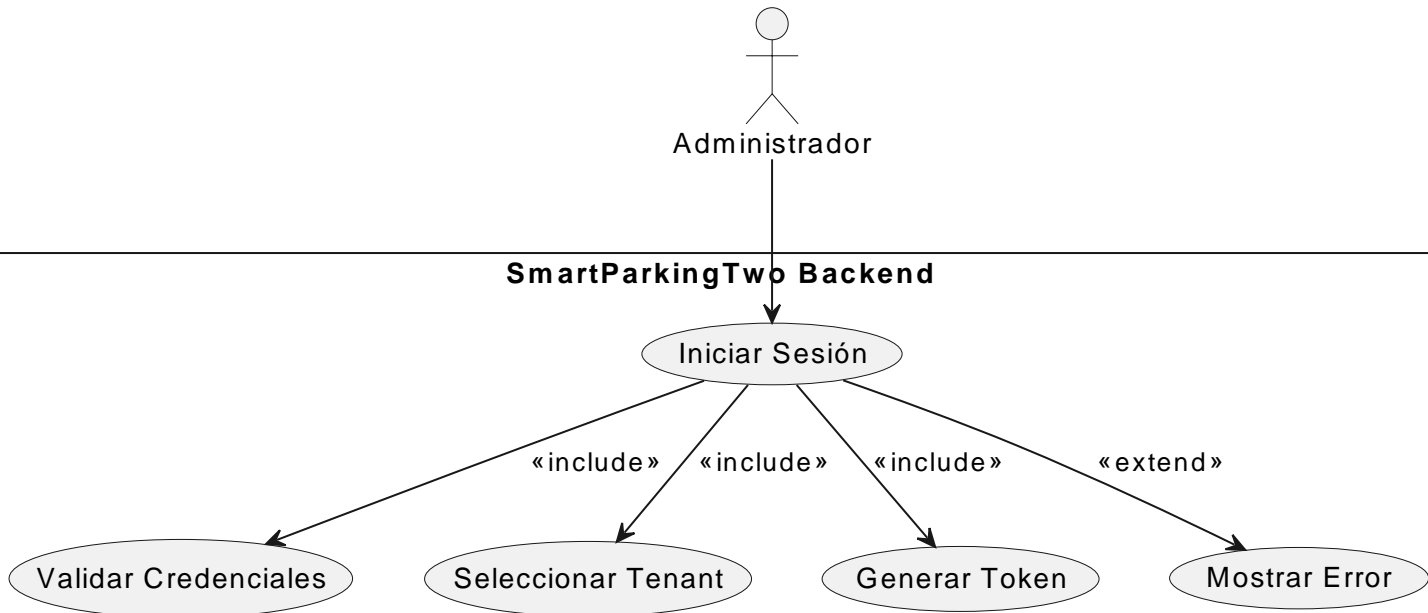 Administrador
SmartParkingTwo Backend
Iniciar Sesión
«include»
«include»
«include»
«extend»
Validar Credenciales
Seleccionar Tenant
Generar Token
Mostrar Error